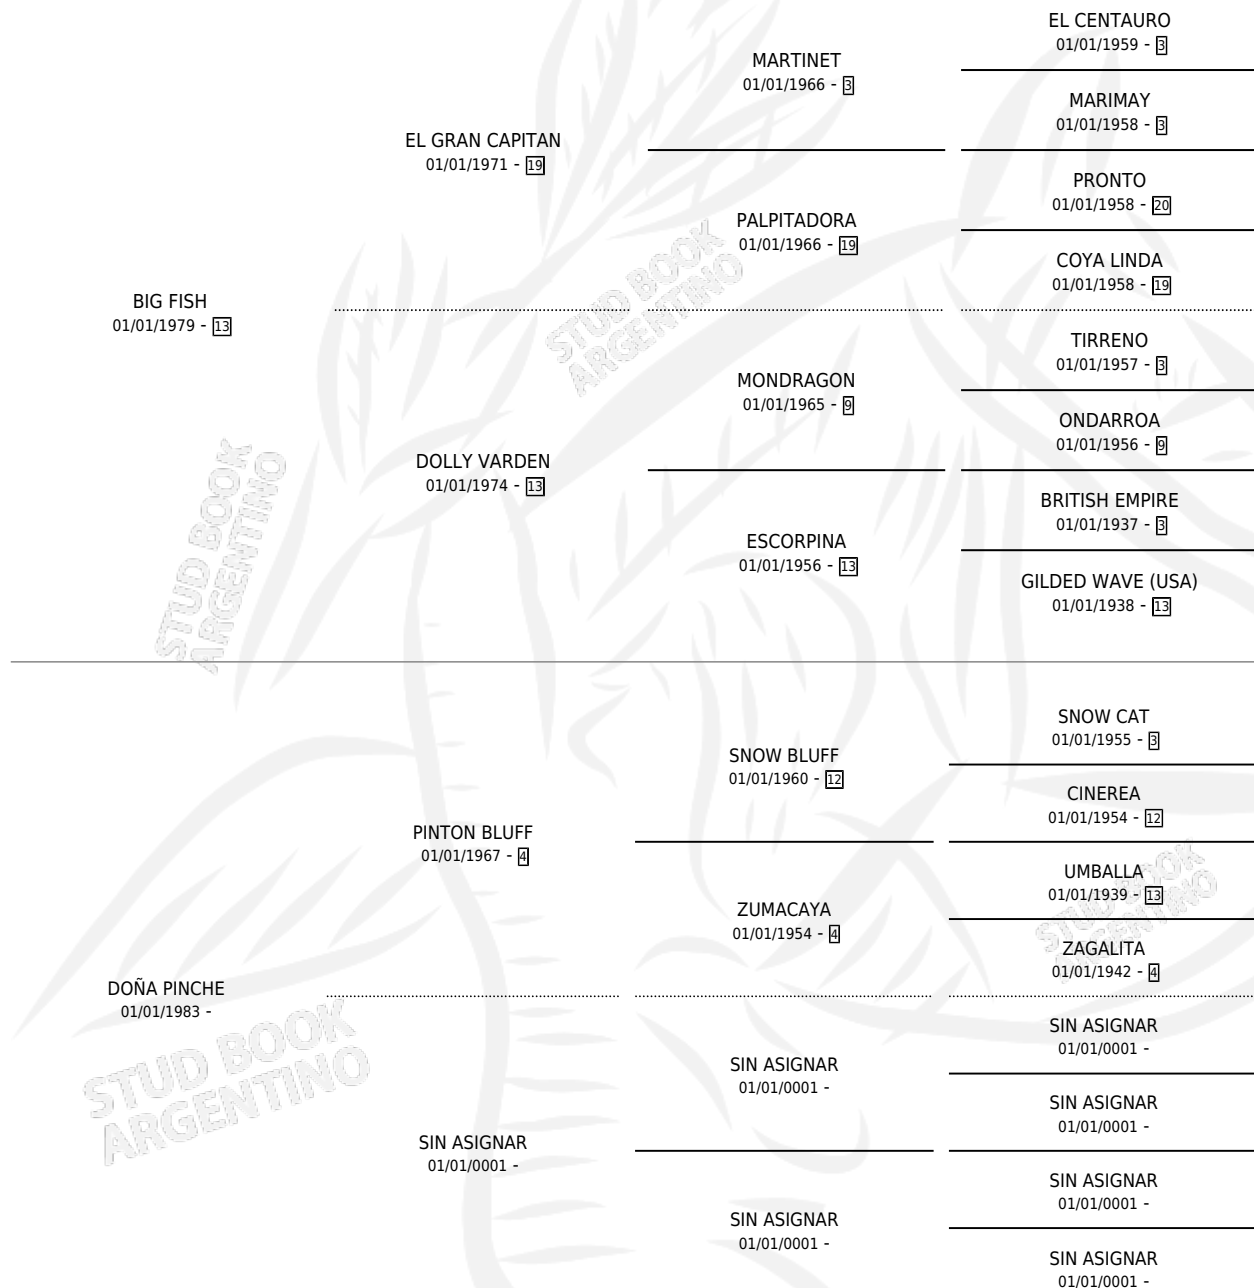 EL CENTAURO
01/01/1959 - 3
MARTINET
01/01/1966 - 3
MARIMAY
01/01/1958 - 3
EL GRAN CAPITAN
01/01/1971 - 19
PRONTO
01/01/1958 - 20
PALPITADORA
01/01/1966 - 19
COYA LINDA
01/01/1958 - 19
BIG FISH
01/01/1979 - 13
STUD BOOK
ARGENTINO
TIRRENO
01/01/1957 - 3
MONDRAGON
01/01/1965 - 9
ONDARROA
01/01/1956 - 9
DOLLY VARDEN
01/01/1974 - 13
BRITISH EMPIRE
01/01/1937 - 3
ESCORPINA
01/01/1956 - 13
GILDED WAVE (USA)
01/01/1938 - 13
STUD BOOK
ARGENTINO
SNOW CAT
01/01/1955 - 3
SNOW BLUFF
01/01/1960 - 12
CINEREA
01/01/1954 - 12
PINTON BLUFF
01/01/1967 - 4
UMBALLA
01/01/1939 - 13
ZUMACAYA
01/01/1954 - 4
STUD BOOK
ARGENTINO
ZAGALITA
01/01/1942 - 4
DOÑA PINCHE
01/01/1983 -
STUD BOOK
ARGENTINO
SIN ASIGNAR
01/01/0001 -
SIN ASIGNAR
01/01/0001 -
SIN ASIGNAR
01/01/0001 -
SIN ASIGNAR
01/01/0001 -
SIN ASIGNAR
01/01/0001 -
SIN ASIGNAR
01/01/0001 -
SIN ASIGNAR
01/01/0001 -